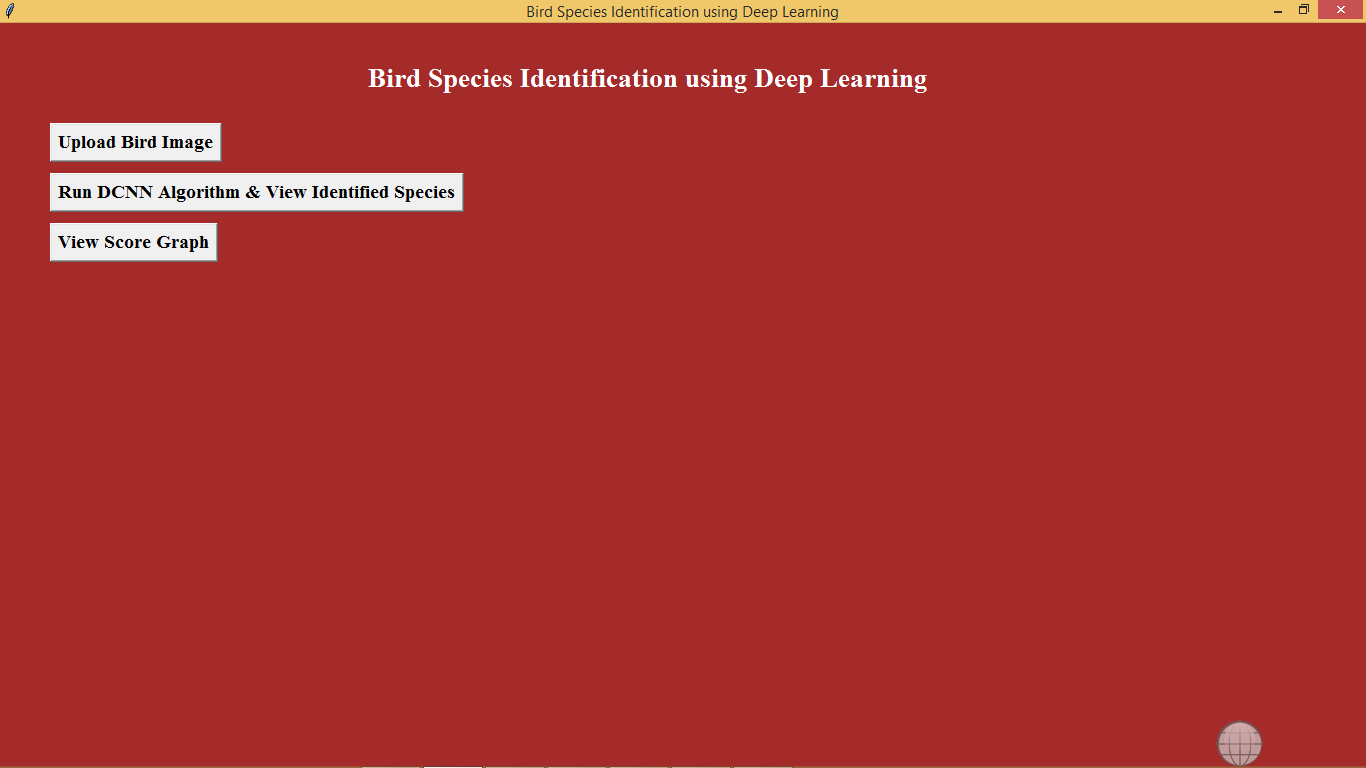 Bird Species Identification using Deep Learning
Bird Species Identification using Deep Learning
Upload Bird Image
Run DCNN Algorithm & View Identified Species
View Score Graph